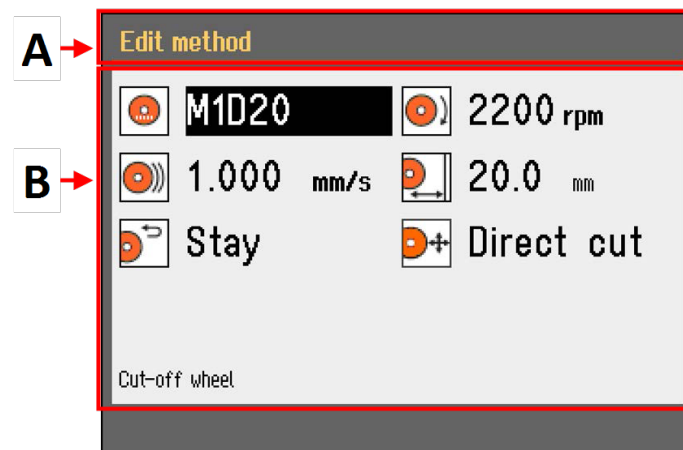 A
Edit method
B
M1D20 2200 rpm
1.000 mm/s 20.0 mm
Stay Direct cut
Cut-off wheel